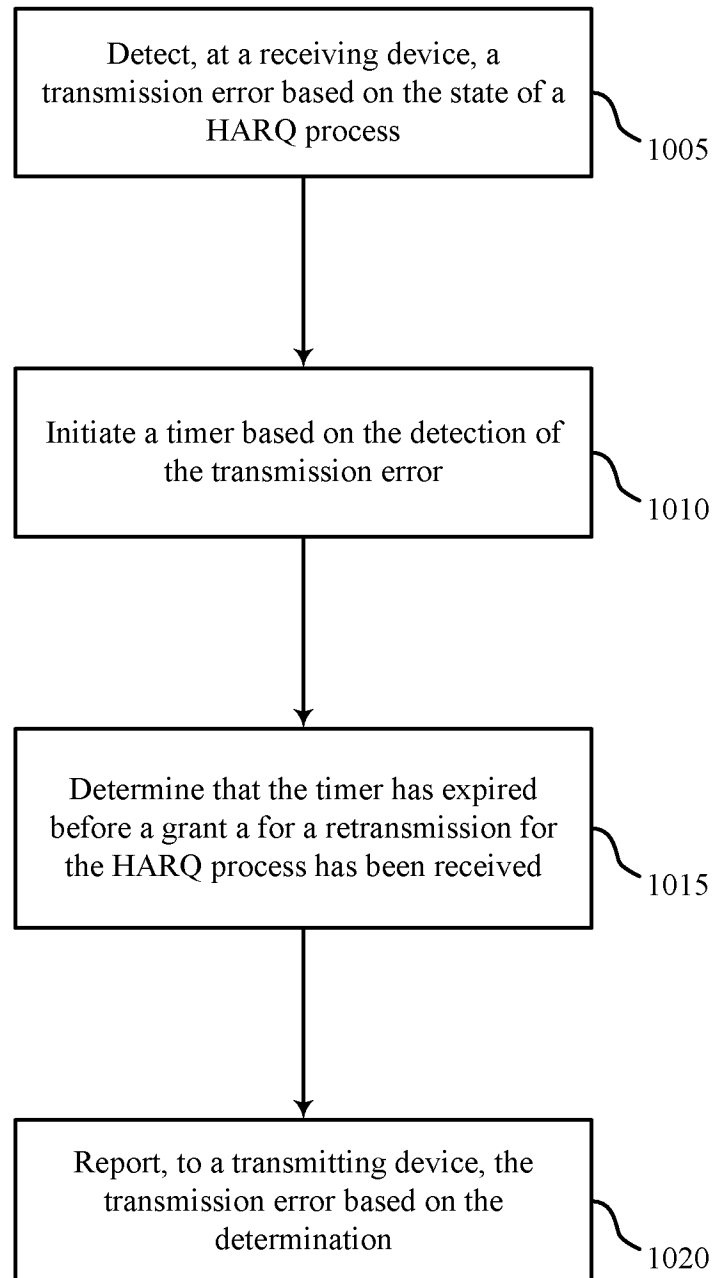 Detect, at a receiving device, a
transmission error based on the state of a
HARQ process
1005
Initiate a timer based on the detection of
the transmission error
1010
Determine that the timer has expired
before a grant a for a retransmission for
the HARQ process has been received
1015
Report, to a transmitting device, the
transmission error based on the
determination
1020